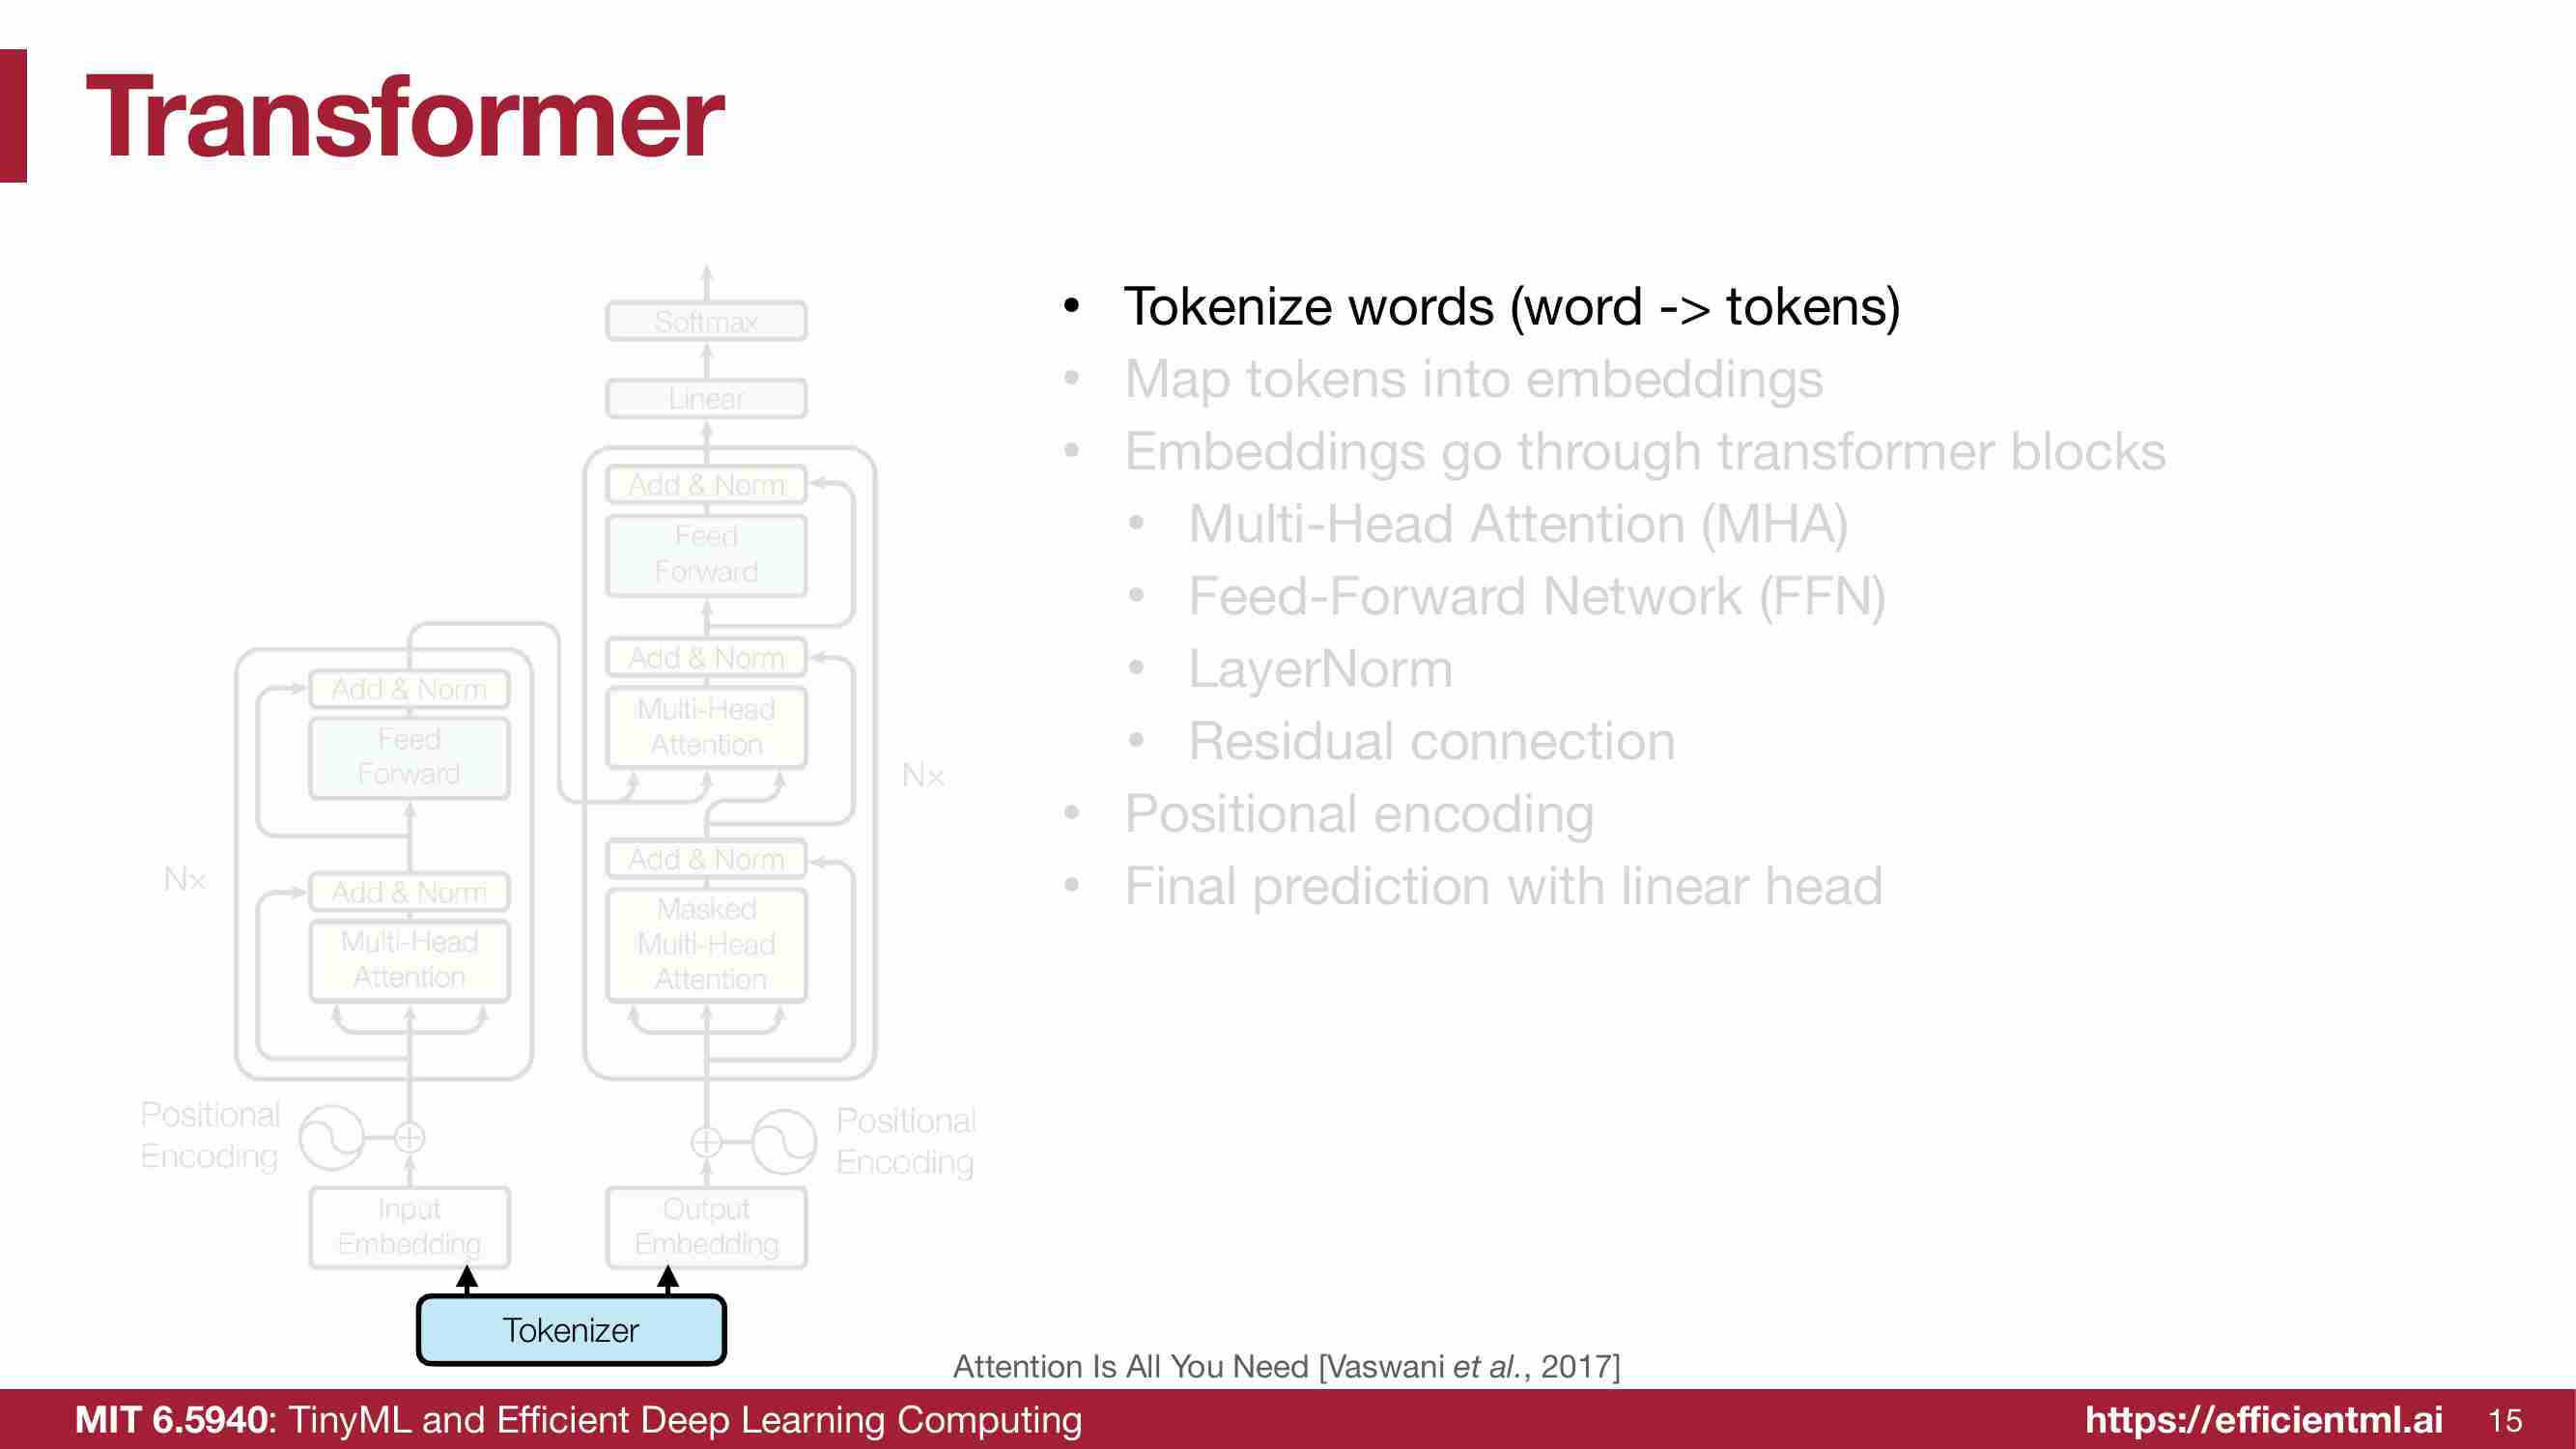 Transformer
Softmax
Linear
Add & Norm
Feed
Forward
Add & Norm
Multi-Head
Attention
Nx
Add & Norm
Masked
Multi-Head
Attention
Add & Norm
Feed
Forward
Nx
Add & Norm
Multi-Head
Attention
Positional
Encoding
Positional
Encoding
Input
Embedding
Output
Embedding
Tokenizer
• Tokenize words (word -> tokens)
• Map tokens into embeddings
• Embeddings go through transformer blocks
• Multi-Head Attention (MHA)
• Feed-Forward Network (FFN)
• LayerNorm
• Residual connection
• Positional encoding
• Final prediction with linear head
Attention Is All You Need [Vaswani et al., 2017]
MIT 6.5940: TinyML and Efficient Deep Learning Computing
https://efficientml.ai
15